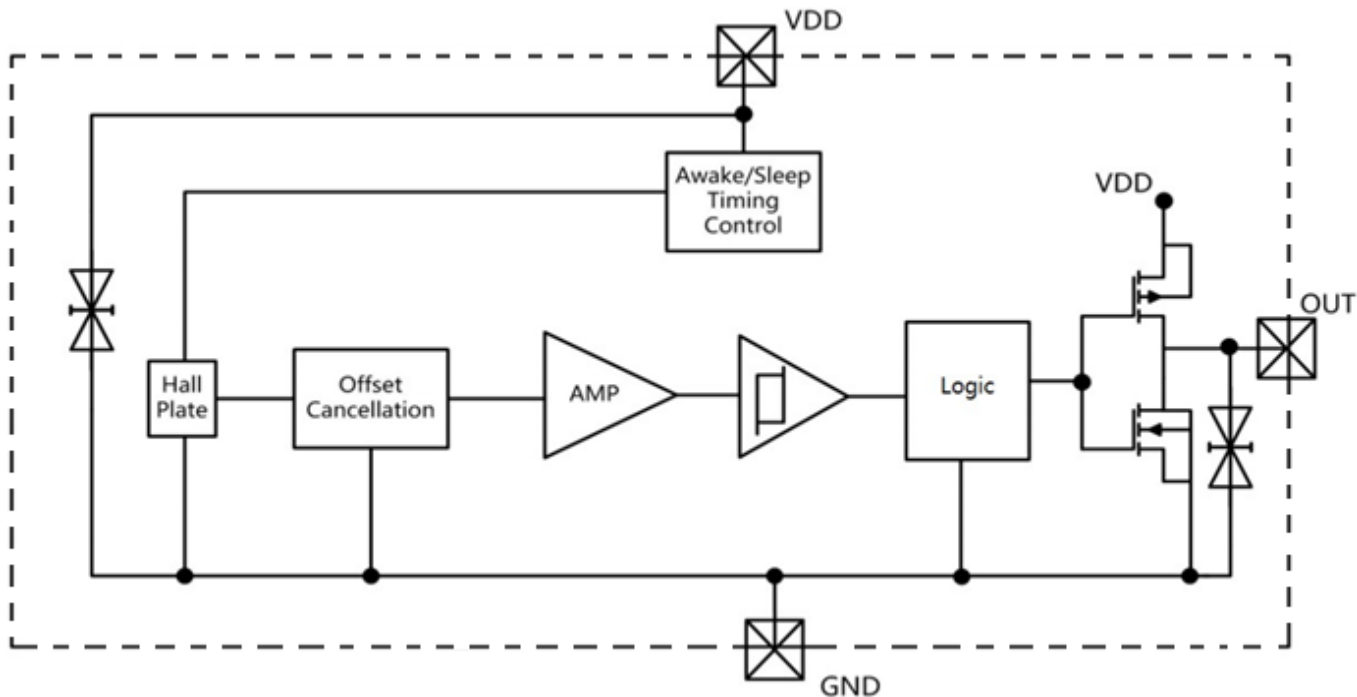 VDD
Awake/Sleep
Timing
Control
VDD
OUT
Hall
Plate
Offset
Cancellation
AMP
Logic
GND